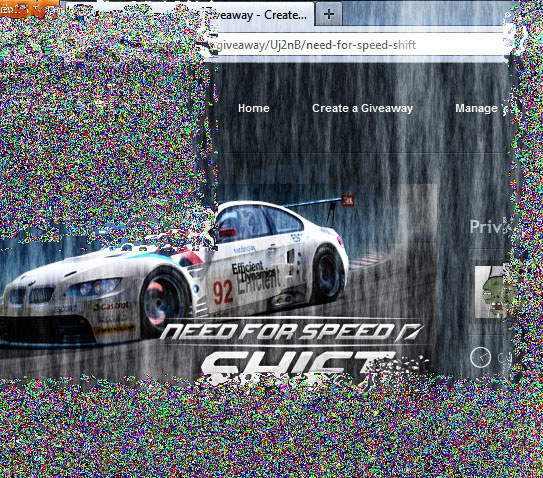 iveaway - Create... +
giveaway/Uj2nB/need-for-speed-shift
Home Create a Giveaway Manage
Priv
Efficient
Dynamics
92
Castrol
NEED FOR SPEED
SHIFT